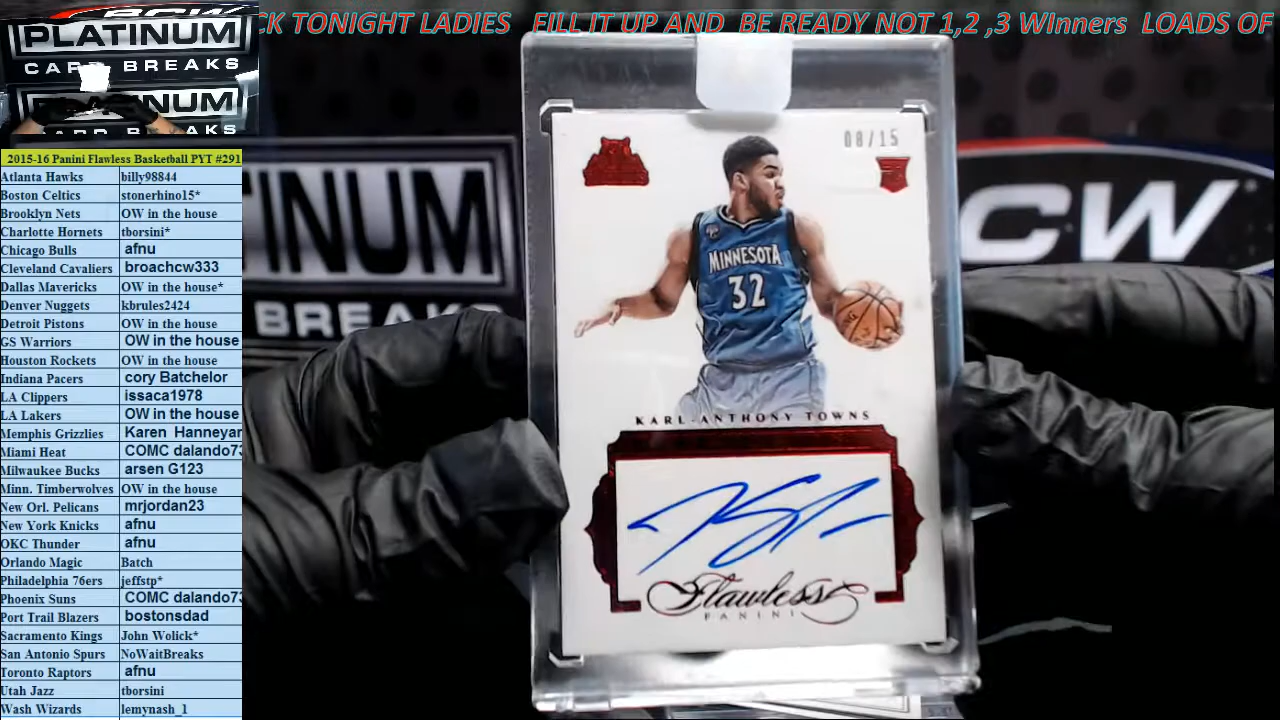 CK TONIGHT LADIES FILL IT UP AND BE READY NOT 1,2 ,3 WInners LOADS OF
PLATINUM
CARD BREAKS
PLATINUM
BREAKS
2015-16 Panini Flawless Basketball PYT #291
Atlanta Hawks billy98844
Boston Celtics stonerhino15*
Brooklyn Nets OW in the house
Charlotte Hornets tborsini*
Chicago Bulls afnu
Cleveland Cavaliers broachcw333
Dallas Mavericks OW in the house*
Denver Nuggets kbrules2424
Detroit Pistons OW in the house
GS Warriors OW in the house
Houston Rockets OW in the house
Indiana Pacers cory Batchelor
LA Clippers issaca1978
LA Lakers OW in the house
Memphis Grizzlies Karen Hanneyar
Miami Heat COMC dalando73
Milwaukee Bucks arsen G123
Minn. Timberwolves OW in the house
New Orl. Pelicans mrjordan23
New York Knicks afnu
OKC Thunder afnu
Orlando Magic Batch
Philadelphia 76ers jeffstp*
Phoenix Suns COMC dalando73
Port Trail Blazers bostonsdad
Sacramento Kings John Wolick*
San Antonio Spurs NoWaitBreaks
Toronto Raptors afnu
Utah Jazz tborsini
Wash Wizards lemynash_1
TINUM
BREAK
CW
08/15
MINNESOTA
32
KARL-ANTHONY TOWNS
Flawless
PANINI